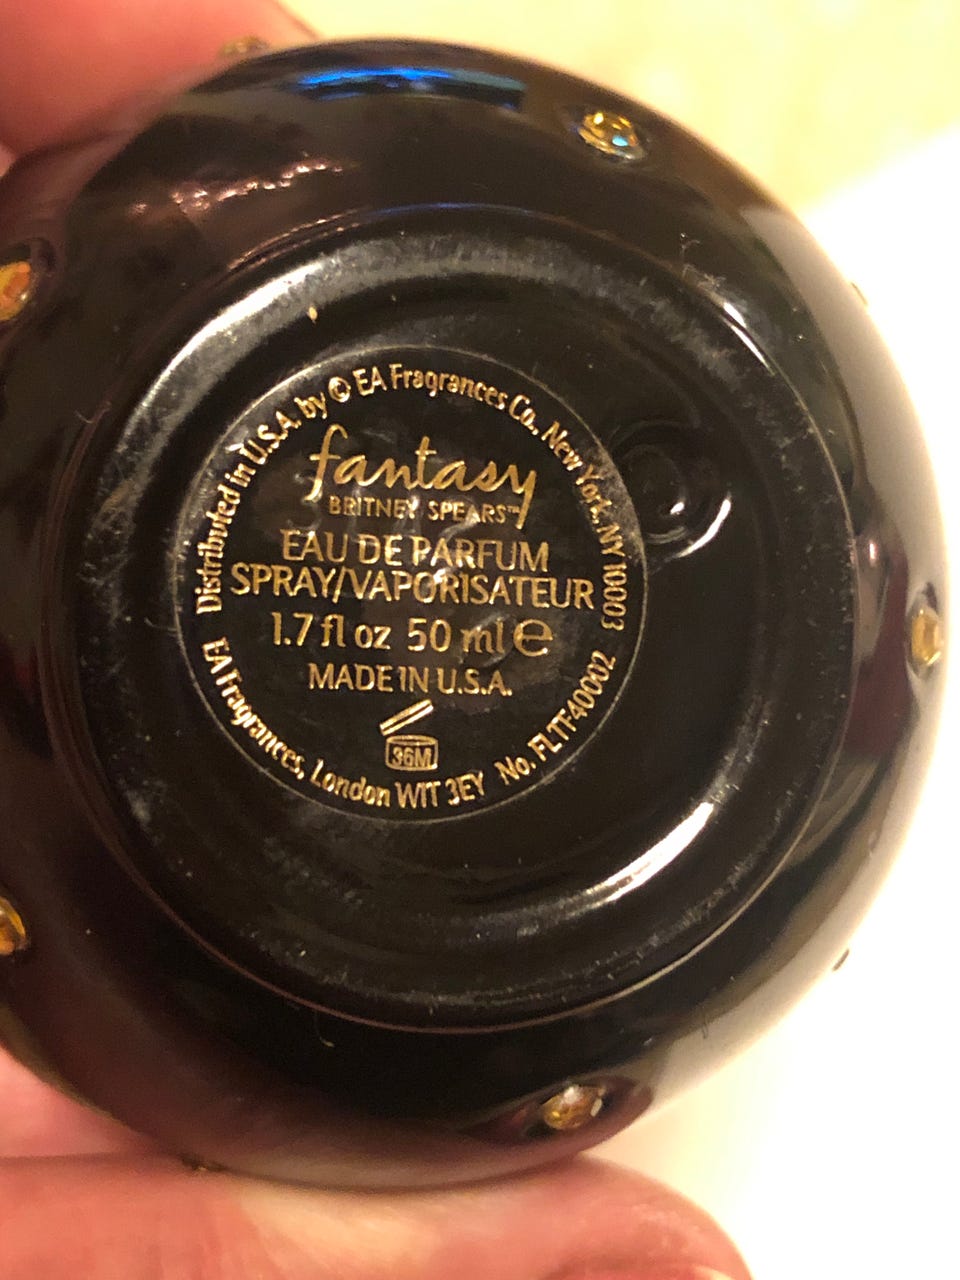 Distributed in U.S.A. by © EA Fragrances Co., New York, NY 10003
fantasy
BRITNEY SPEARS™
EAU DE PARFUM
SPRAY/VAPORISATEUR
1.7 fl oz 50 ml e
MADE IN U.S.A.
36M
EA Fragrances, London W1T 3EY No. FLTF40002